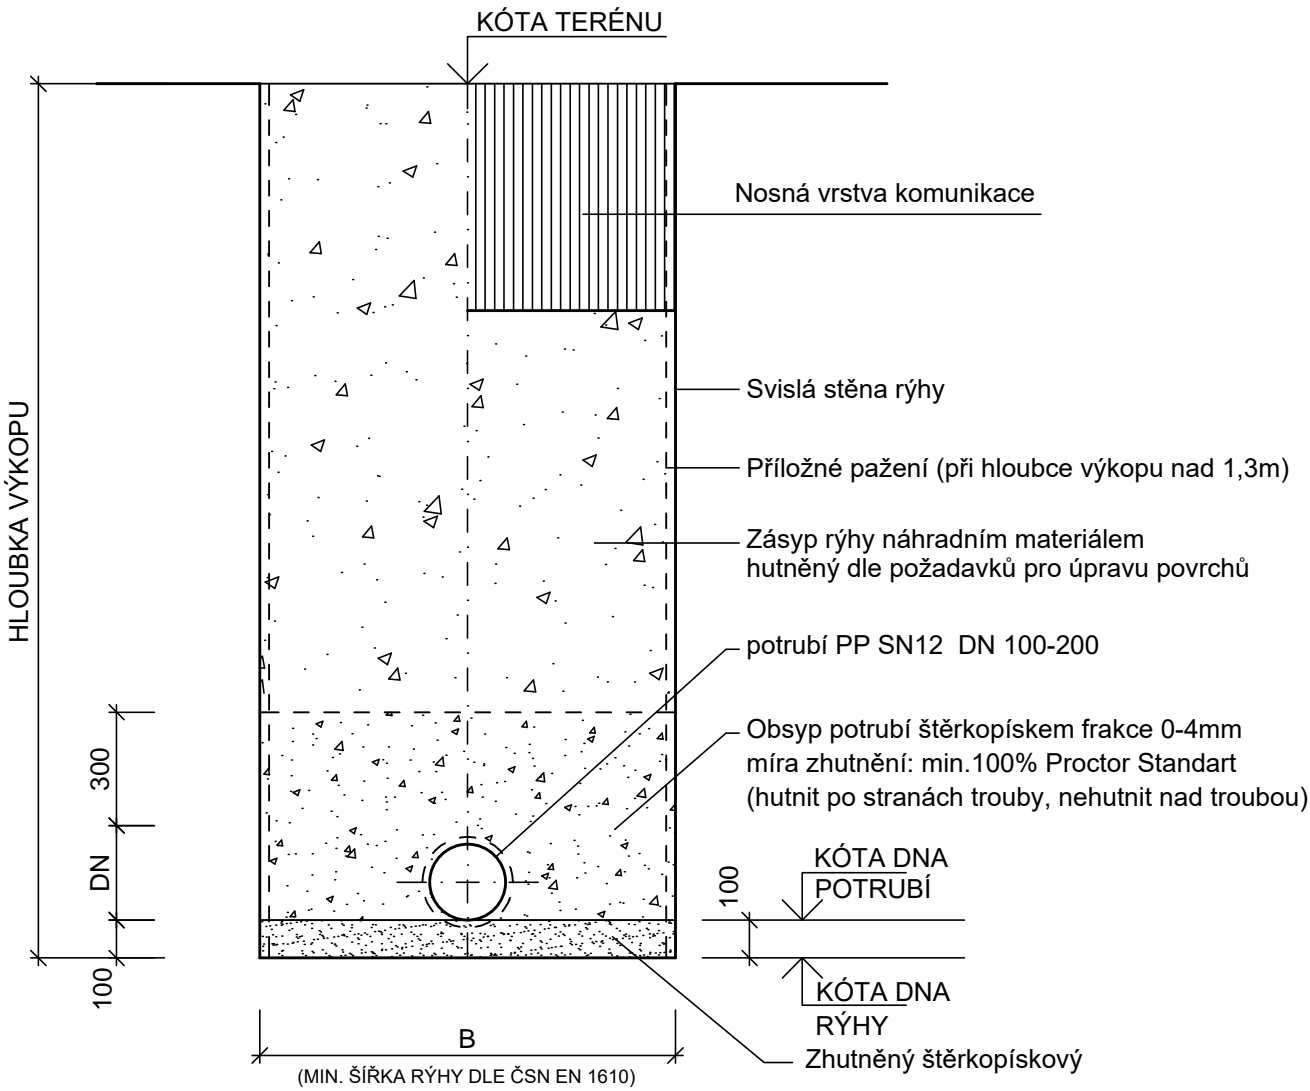 KÓTA TERÉNU
Nosná vrstva komunikace
Svislá stěna rýhy
HLOUBKA VÝKOPU
Příložné pažení (při hloubce výkopu nad 1,3m)
Zásyp rýhy náhradním materiálem
hutněný dle požadavků pro úpravu povrchů
potrubí PP SN12 DN 100-200
Obsyp potrubí štěrkopískem frakce 0-4mm
míra zhutnění: min.100% Proctor Standart
(hutnit po stranách trouby, nehutnit nad troubou)
300
DN
100
100
KÓTA DNA
POTRUBÍ
KÓTA DNA
RÝHY
B
(MIN. ŠÍŘKA RÝHY DLE ČSN EN 1610)
Zhutněný štěrkopískový